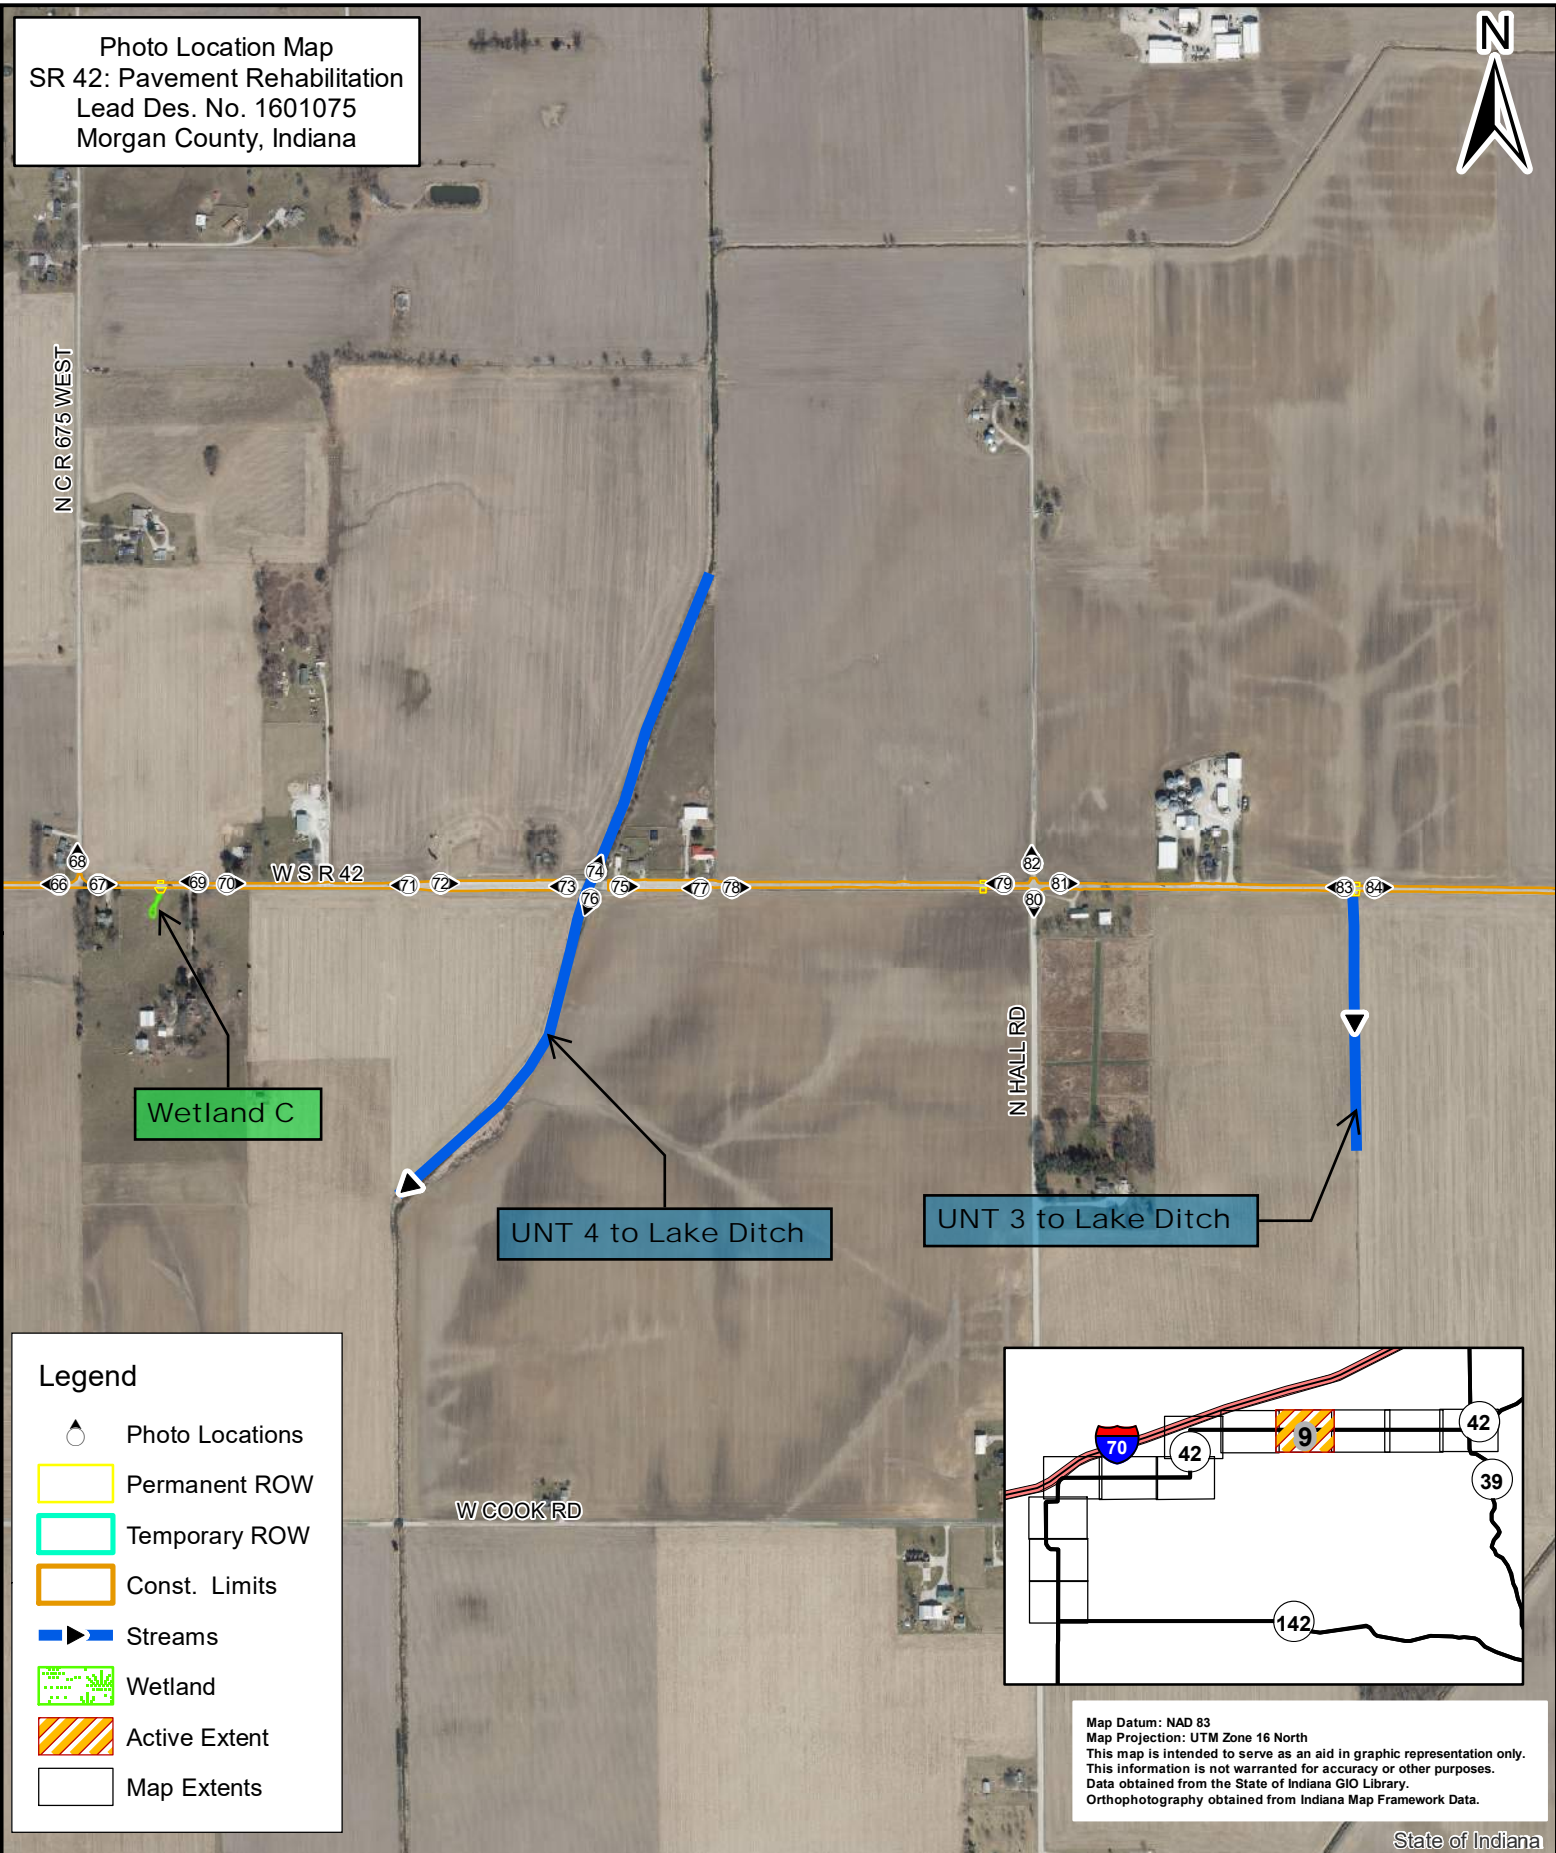 Photo Location Map
SR 42: Pavement Rehabilitation
Lead Des. No. 1601075
Morgan County, Indiana
N
N C R 675 WEST
68
66
67
69
70
W S R 42
71
72
73
74
76
75
77
78
79
82
80
81
83
84
N HALL RD
Wetland C
UNT 4 to Lake Ditch
UNT 3 to Lake Ditch
W COOK RD
Legend
Photo Locations
Permanent ROW
Temporary ROW
Const. Limits
Streams
Wetland
Active Extent
Map Extents
70
42
9
42
39
142
Map Datum: NAD 83
Map Projection: UTM Zone 16 North
This map is intended to serve as an aid in graphic representation only.
This information is not warranted for accuracy or other purposes.
Data obtained from the State of Indiana GIO Library.
Orthophotography obtained from Indiana Map Framework Data.
State of Indiana